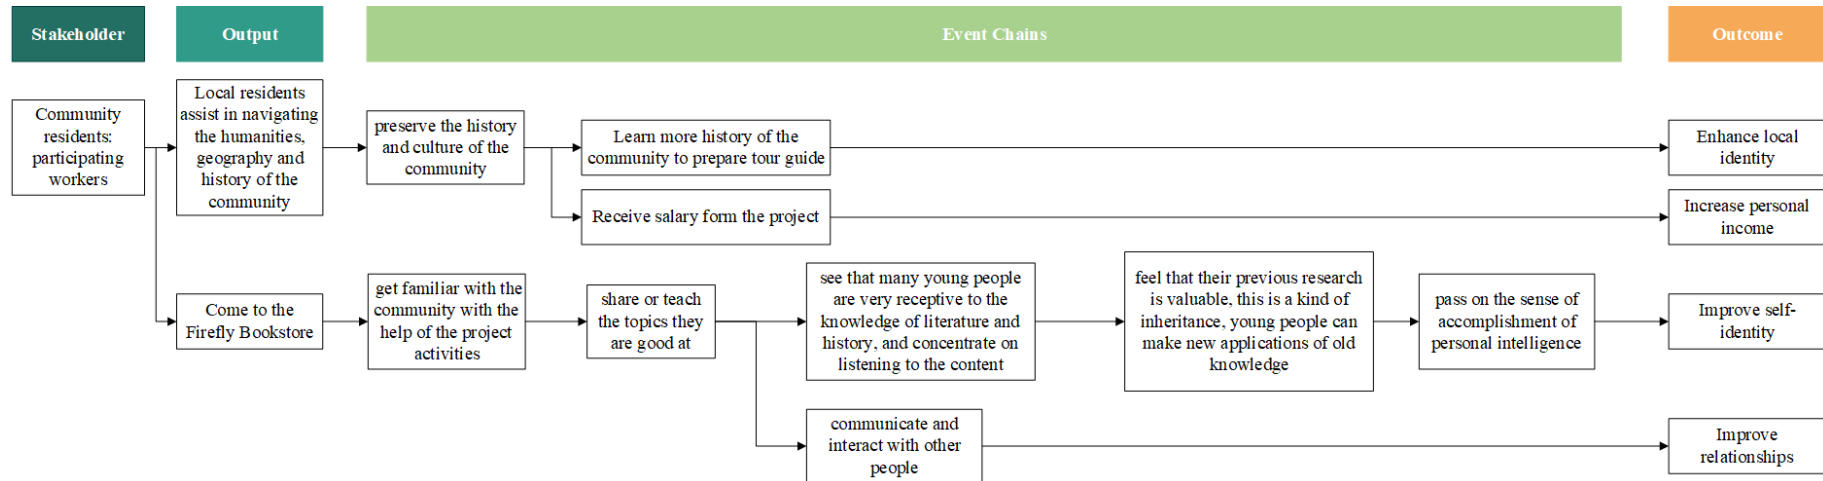 Stakeholder
Output
Event Chains
Outcome
Community
residents:
participating
workers
Local residents
assist in navigating
the humanities,
geography and
history of the
community
preserve the history
and culture of the
community
Learn more history of the
community to prepare tour guide
Enhance local
identity
Receive salary form the project
Increase personal
income
Come to the
Firefly Bookstore
get familiar with the
community with the
help of the project
activities
share or teach
the topics they
are good at
see that many young people
are very receptive to the
knowledge of literature and
history, and concentrate on
listening to the content
feel that their previous research
is valuable, this is a kind of
inheritance, young people can
make new applications of old
knowledge
pass on the sense of
accomplishment of
personal intelligence
Improve self-
identity
communicate and
interact with other
people
Improve
relationships